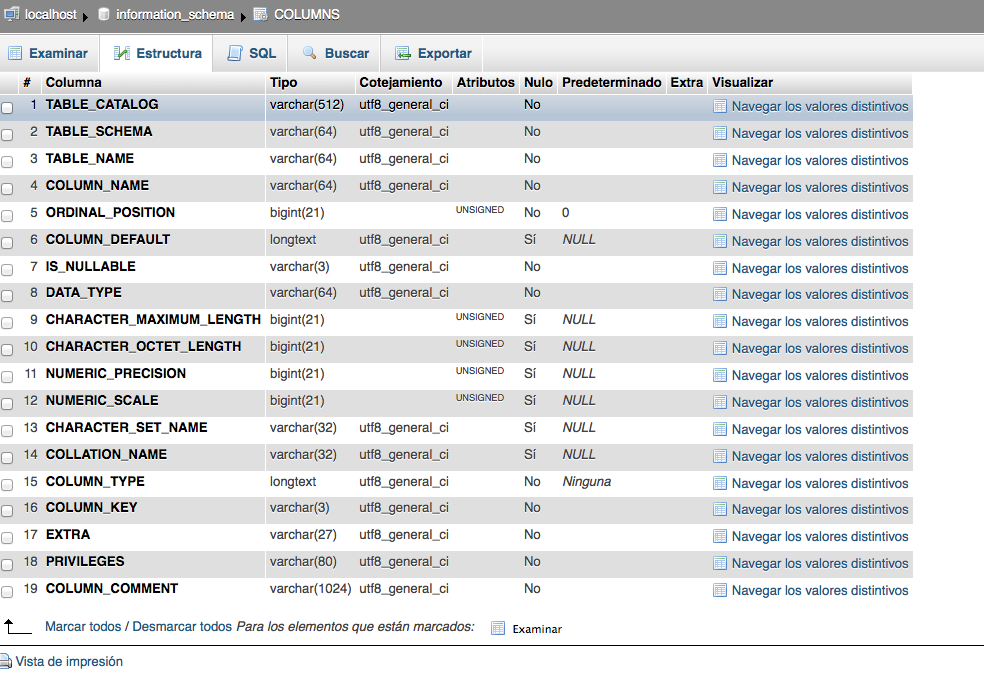 localhost information_schema COLUMNS
Examinar Estructura SQL Buscar Exportar
# Columna Tipo Cotejamiento Atributos Nulo Predeterminado Extra Visualizar
1 TABLE_CATALOG varchar(512) utf8_general_ci No Navegar los valores distintivos
2 TABLE_SCHEMA varchar(64) utf8_general_ci No Navegar los valores distintivos
3 TABLE_NAME varchar(64) utf8_general_ci No Navegar los valores distintivos
4 COLUMN_NAME varchar(64) utf8_general_ci No Navegar los valores distintivos
5 ORDINAL_POSITION bigint(21) UNSIGNED No 0 Navegar los valores distintivos
6 COLUMN_DEFAULT longtext utf8_general_ci Sí NULL Navegar los valores distintivos
7 IS_NULLABLE varchar(3) utf8_general_ci No Navegar los valores distintivos
8 DATA_TYPE varchar(64) utf8_general_ci No Navegar los valores distintivos
9 CHARACTER_MAXIMUM_LENGTH bigint(21) UNSIGNED Sí NULL Navegar los valores distintivos
10 CHARACTER_OCTET_LENGTH bigint(21) UNSIGNED Sí NULL Navegar los valores distintivos
11 NUMERIC_PRECISION bigint(21) UNSIGNED Sí NULL Navegar los valores distintivos
12 NUMERIC_SCALE bigint(21) UNSIGNED Sí NULL Navegar los valores distintivos
13 CHARACTER_SET_NAME varchar(32) utf8_general_ci Sí NULL Navegar los valores distintivos
14 COLLATION_NAME varchar(32) utf8_general_ci Sí NULL Navegar los valores distintivos
15 COLUMN_TYPE longtext utf8_general_ci No Ninguna Navegar los valores distintivos
16 COLUMN_KEY varchar(3) utf8_general_ci No Navegar los valores distintivos
17 EXTRA varchar(27) utf8_general_ci No Navegar los valores distintivos
18 PRIVILEGES varchar(80) utf8_general_ci No Navegar los valores distintivos
19 COLUMN_COMMENT varchar(1024) utf8_general_ci No Navegar los valores distintivos
Marcar todos / Desmarcar todos Para los elementos que están marcados: Examinar
Vista de impresión